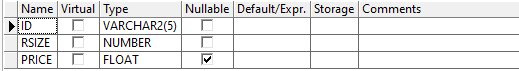 Name Virtual Type Nullable Default/Expr. Storage Comments
ID VARCHAR2(5)
RSIZE NUMBER
PRICE FLOAT